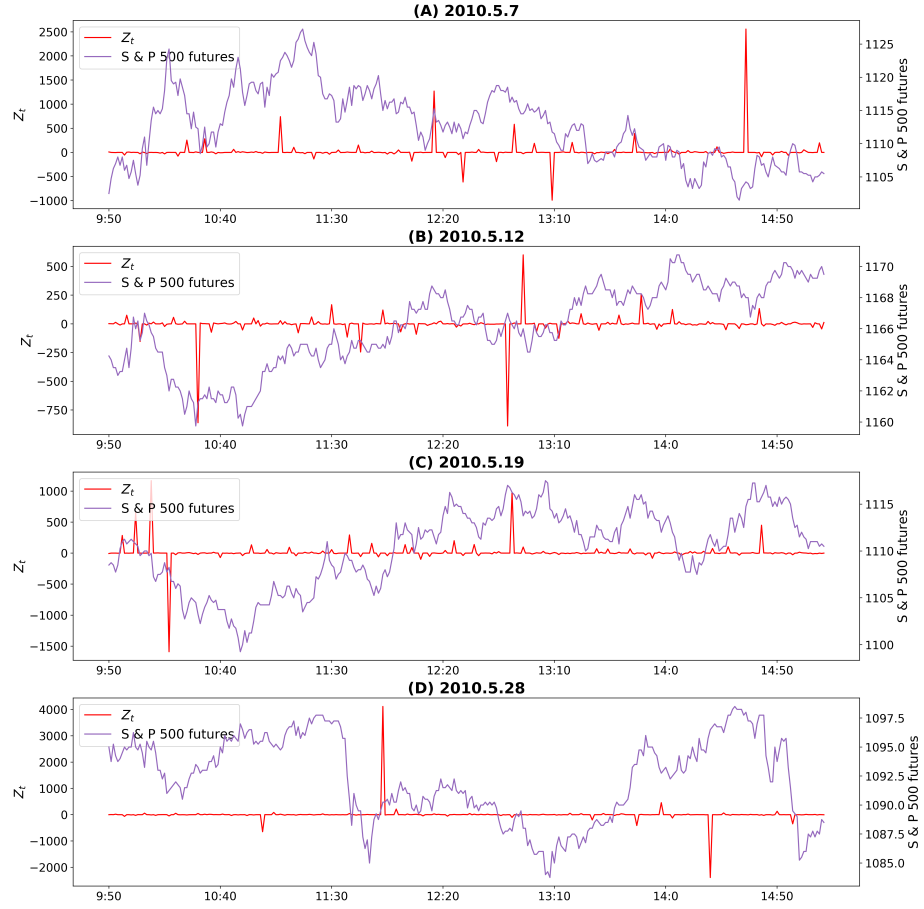 (A) 2010.5.7
Z_t
S & P 500 futures
2500
2000
1500
1000
500
0
−500
−1000
Z_t
1125
1120
1115
1110
1105
S & P 500 futures
9:50 10:40 11:30 12:20 13:10 14:0 14:50
(B) 2010.5.12
Z_t
S & P 500 futures
500
250
0
−250
−500
−750
Z_t
1170
1168
1166
1164
1162
1160
S & P 500 futures
9:50 10:40 11:30 12:20 13:10 14:0 14:50
(C) 2010.5.19
Z_t
S & P 500 futures
1000
500
0
−500
−1000
−1500
Z_t
1115
1110
1105
1100
S & P 500 futures
9:50 10:40 11:30 12:20 13:10 14:0 14:50
(D) 2010.5.28
Z_t
S & P 500 futures
4000
3000
2000
1000
0
−1000
−2000
Z_t
1097.5
1095.0
1092.5
1090.0
1087.5
1085.0
S & P 500 futures
9:50 10:40 11:30 12:20 13:10 14:0 14:50